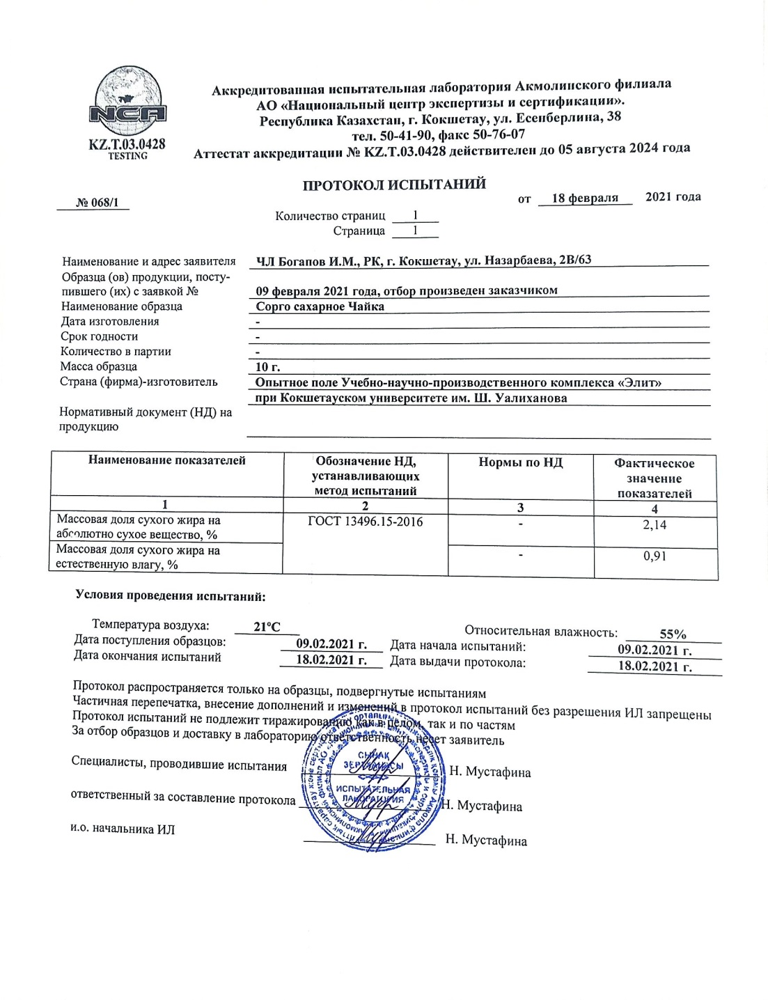 Аккредитованная испытательная лаборатория Акмолинского филиала
АО «Национальный центр экспертизы и сертификации».
Республика Казахстан, г. Кокшетау, ул. Есенберлина, 38
тел. 50-41-90, факс 50-76-07
Аттестат аккредитации № KZ.T.03.0428 действителен до 05 августа 2024 года
NCA
KZ.T.03.0428
TESTING
ПРОТОКОЛ ИСПЫТАНИЙ
№ 068/1 от 18 февраля 2021 года
Количество страниц 1
Страница 1
Наименование и адрес заявителя ЧЛ Богапов И.М., РК, г. Кокшетау, ул. Назарбаева, 2В/63
Образца (ов) продукции, посту-
пившего (их) с заявкой № 09 февраля 2021 года, отбор произведен заказчиком
Наименование образца Сорго сахарное Чайка
Дата изготовления -
Срок годности -
Количество в партии -
Масса образца 10 г.
Страна (фирма)-изготовитель Опытное поле Учебно-научно-производственного комплекса «Элит»
при Кокшетауском университете им. Ш. Уалиханова
Нормативный документ (НД) на
продукцию
Наименование показателей Обозначение НД, Нормы по НД Фактическое
устанавливающих значение
метод испытаний показателей
1 2 3 4
Массовая доля сухого жира на ГОСТ 13496.15-2016 - 2,14
абсолютно сухое вещество, %
Массовая доля сухого жира на - 0,91
естественную влагу, %
Условия проведения испытаний:
Температура воздуха: 21ºС Относительная влажность: 55%
Дата поступления образцов: 09.02.2021 г. Дата начала испытаний: 09.02.2021 г.
Дата окончания испытаний 18.02.2021 г. Дата выдачи протокола: 18.02.2021 г.
Протокол распространяется только на образцы, подвергнутые испытаниям
Частичная перепечатка, внесение дополнений и изменений в протокол испытаний без разрешения ИЛ запрещены
Протокол испытаний не подлежит тиражированию как в целом, так и по частям
За отбор образцов и доставку в лабораторию ответственность несет заявитель
Специалисты, проводившие испытания Н. Мустафина
ответственный за составление протокола Н. Мустафина
и.о. начальника ИЛ Н. Мустафина
СЫНАҚ
ЗЕРТХАНАСЫ
ИСПЫТАТЕЛЬНАЯ
ЛАБОРАТОРИЯ